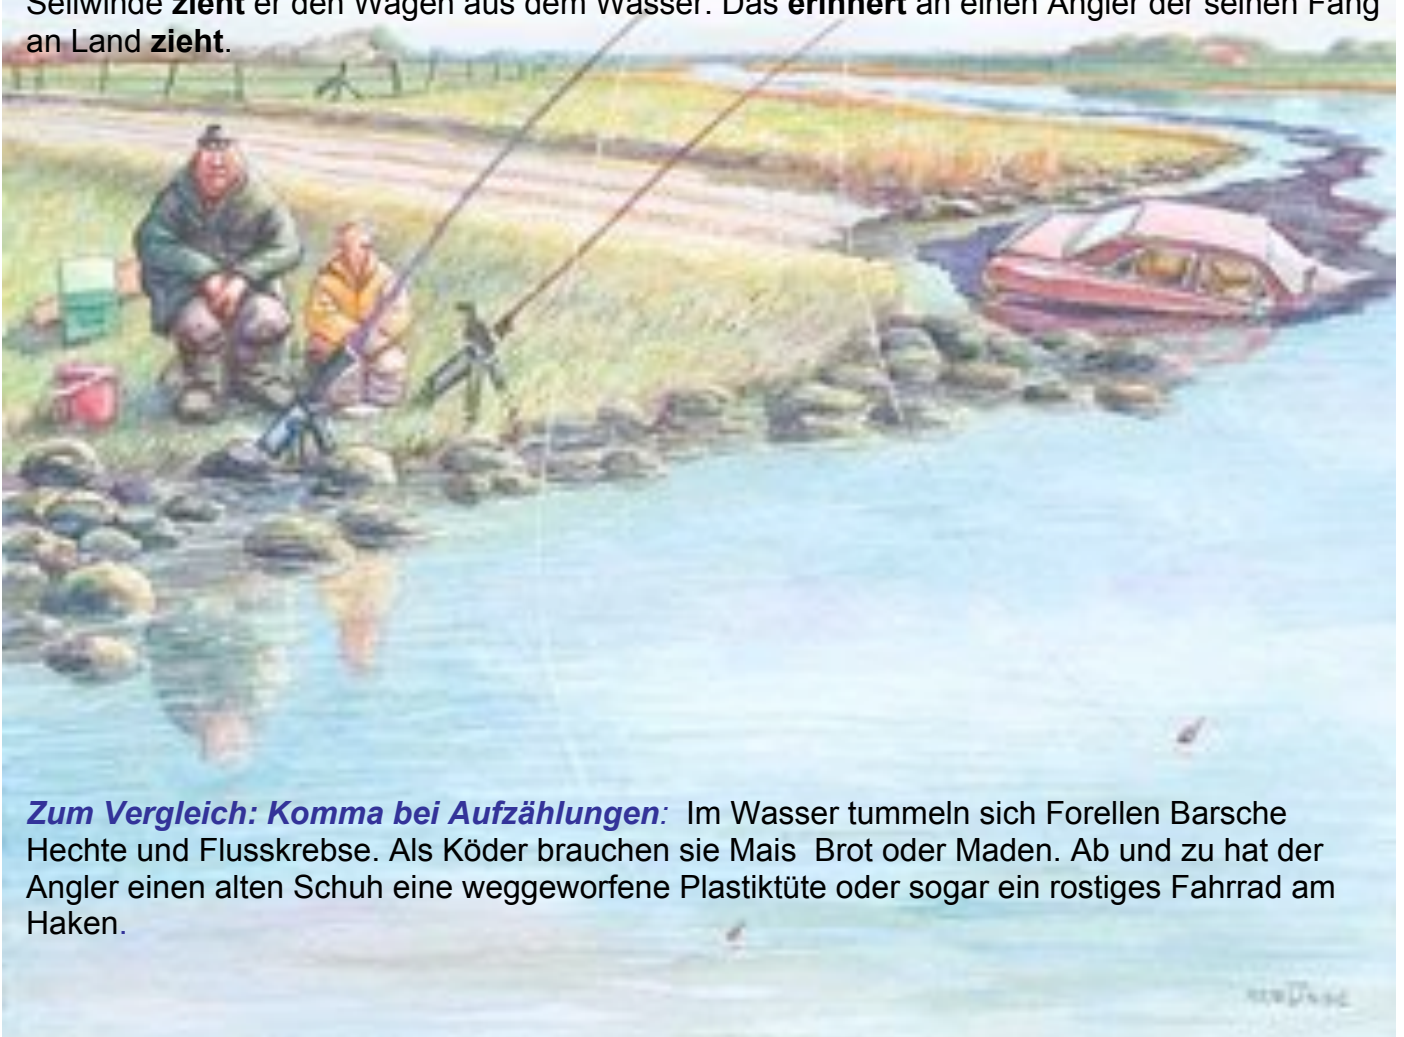 Seilwinde zieht er den Wagen aus dem Wasser. Das erinnert an einen Angler der seinen Fang
an Land zieht.
Zum Vergleich: Komma bei Aufzählungen: Im Wasser tummeln sich Forellen Barsche
Hechte und Flusskrebse. Als Köder brauchen sie Mais  Brot oder Maden. Ab und zu hat der
Angler einen alten Schuh eine weggeworfene Plastiktüte oder sogar ein rostiges Fahrrad am
Haken.